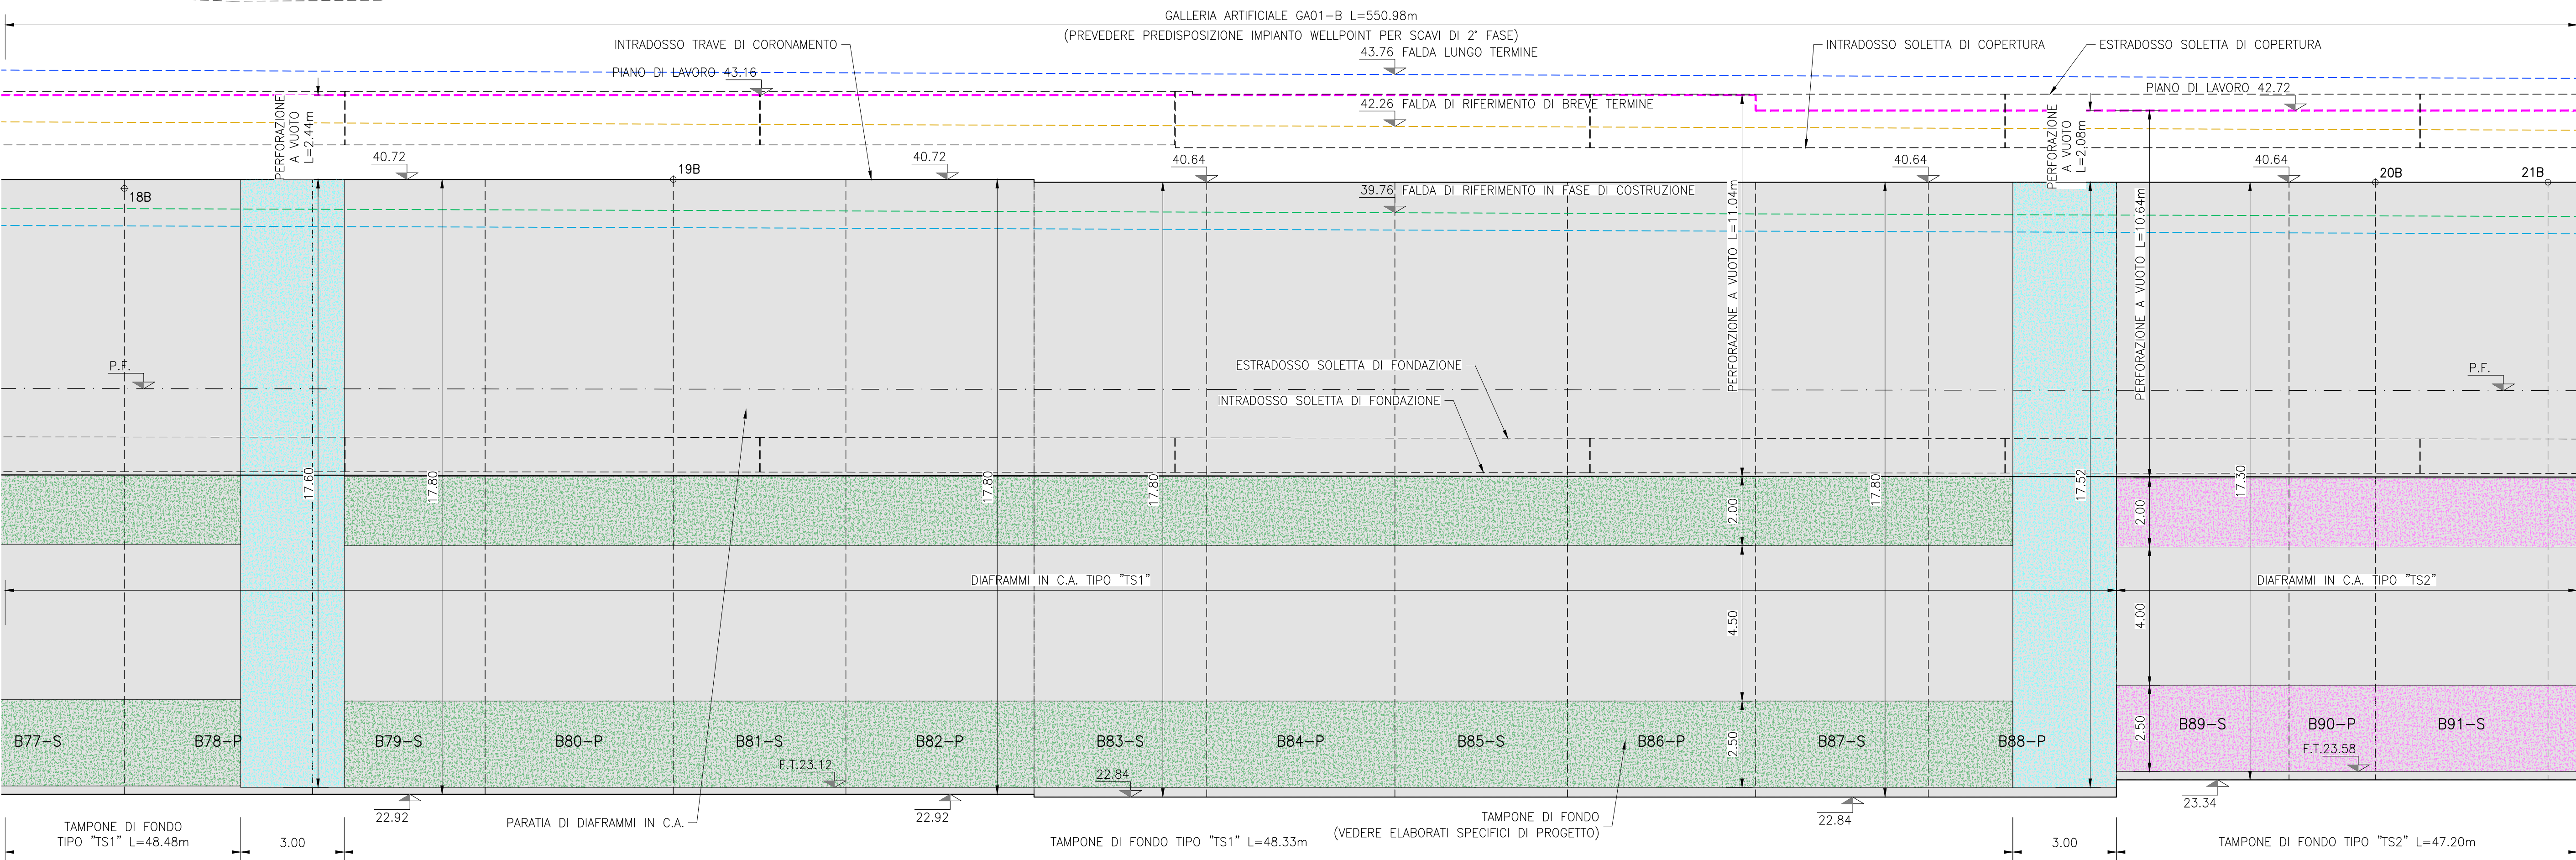 GALLERIA ARTIFICIALE GA01-B L=550.98m
(PREVEDERE PREDISPOSIZIONE IMPIANTO WELLPOINT PER SCAVI DI 2° FASE)
INTRADOSSO TRAVE DI CORONAMENTO
43.76 FALDA LUNGO TERMINE
INTRADOSSO SOLETTA DI COPERTURA
ESTRADOSSO SOLETTA DI COPERTURA
PIANO DI LAVORO 43.16
PIANO DI LAVORO 42.72
42.26 FALDA DI RIFERIMENTO DI BREVE TERMINE
PERFORAZIONE
A VUOTO
L=2.44m
PERFORAZIONE
A VUOTO
L=2.08m
40.72
19B
40.72
40.64
40.64
40.64
20B
21B
18B
39.76 FALDA DI RIFERIMENTO IN FASE DI COSTRUZIONE
PERFORAZIONE A VUOTO L=11.04m
PERFORAZIONE A VUOTO L=10.64m
P.F.
P.F.
ESTRADOSSO SOLETTA DI FONDAZIONE
INTRADOSSO SOLETTA DI FONDAZIONE
17.60
17.80
17.80
17.80
17.80
17.52
17.30
2.00
2.00
DIAFRAMMI IN C.A. TIPO "TS1"
DIAFRAMMI IN C.A. TIPO "TS2"
4.50
4.00
B77-S
B78-P
B79-S
B80-P
B81-S
B82-P
B83-S
B84-P
B85-S
B86-P
B87-S
B88-P
B89-S
B90-P
B91-S
2.50
2.50
F.T.23.12
22.84
F.T.23.58
22.92
22.92
22.84
23.34
PARATIA DI DIAFRAMMI IN C.A.
TAMPONE DI FONDO
(VEDERE ELABORATI SPECIFICI DI PROGETTO)
TAMPONE DI FONDO
TIPO "TS1" L=48.48m
3.00
TAMPONE DI FONDO TIPO "TS1" L=48.33m
3.00
TAMPONE DI FONDO TIPO "TS2" L=47.20m